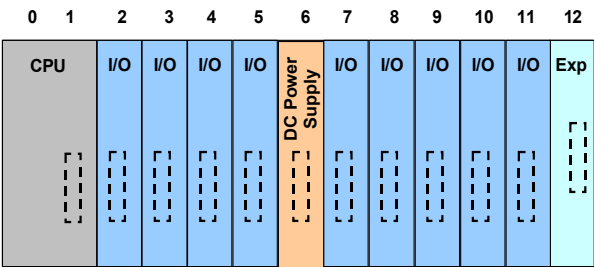 0 1 2 3 4 5 6 7 8 9 10 11 12
CPU I/O I/O I/O I/O DC Power Supply I/O I/O I/O I/O I/O Exp